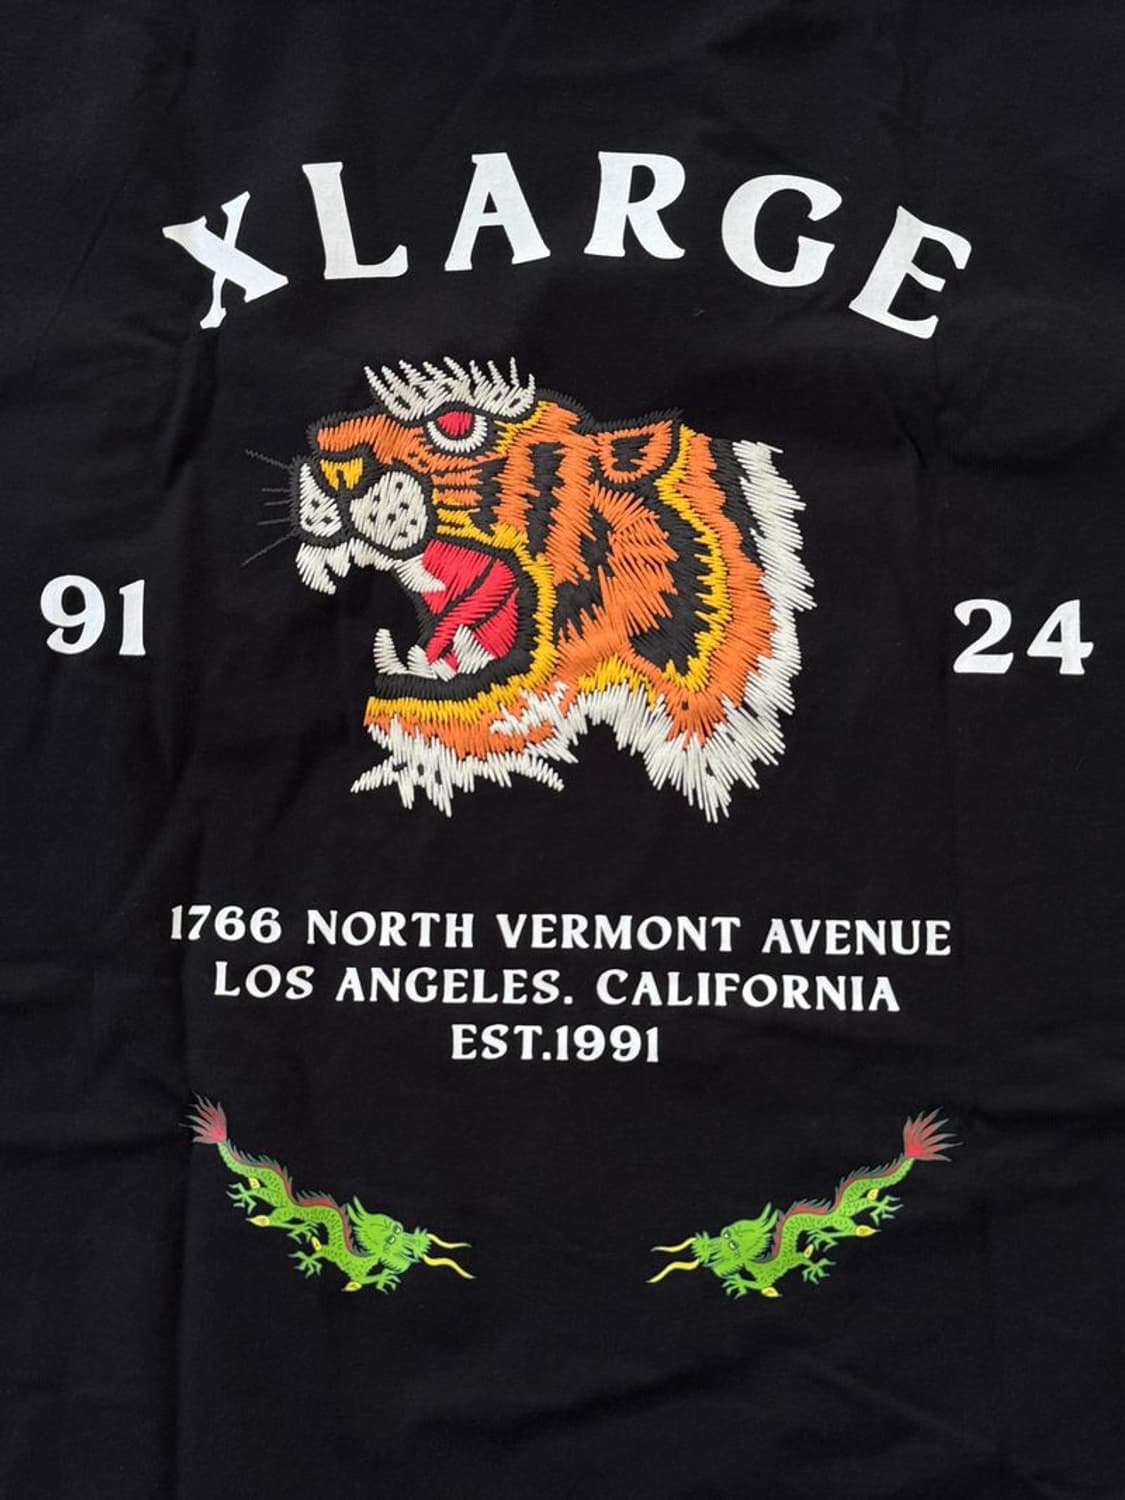 XLARGE
91 24
1766 NORTH VERMONT AVENUE
LOS ANGELES. CALIFORNIA
EST.1991